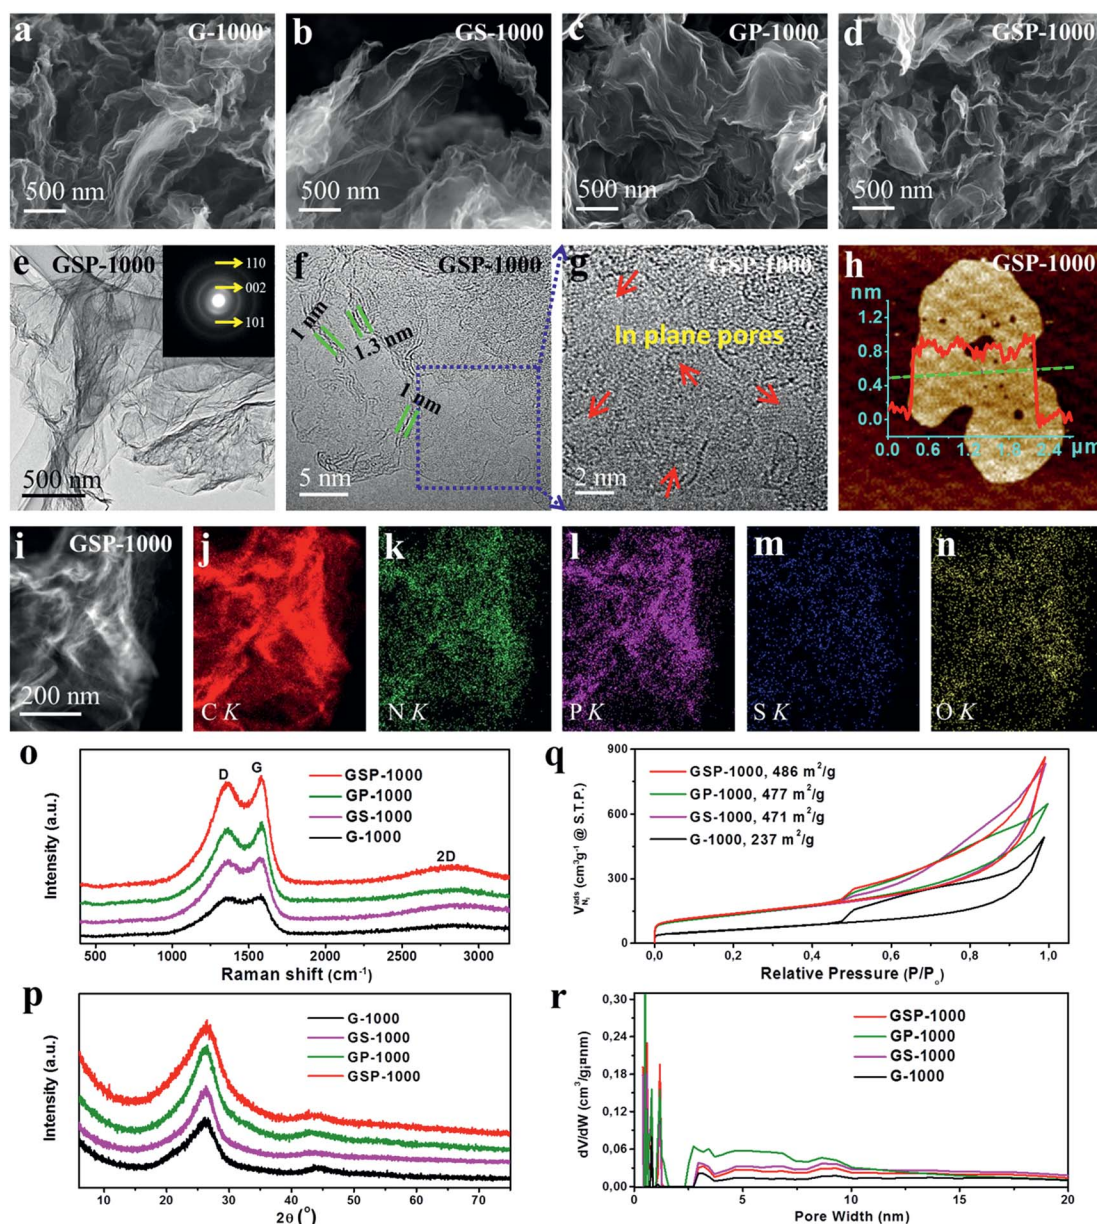 a
G-1000
500 nm
b
GS-1000
500 nm
c
GP-1000
500 nm
d
GSP-1000
500 nm
e
GSP-1000
110
002
101
500 nm
f
GSP-1000
1 nm
1.3 nm
1 nm
5 nm
g
GSP-1000
In plane pores
2 nm
h
GSP-1000
nm
1.2
0.8
0.4
0.0
0.0 0.6 1.2 1.8 2.4 μm
i
GSP-1000
200 nm
j
C K
k
N K
l
P K
m
S K
n
O K
o
D
G
2D
GSP-1000
GP-1000
GS-1000
G-1000
Intensity (a.u.)
500 1000 1500 2000 2500 3000
Raman shift (cm-1)
q
900
600
300
0
GSP-1000, 486 m2/g
GP-1000, 477 m2/g
GS-1000, 471 m2/g
G-1000, 237 m2/g
VN2ads (cm3g-1 @ S.T.P.)
0,0 0,2 0,4 0,6 0,8 1,0
Relative Pressure (P/Po)
p
G-1000
GS-1000
GP-1000
GSP-1000
Intensity (a.u.)
10 20 30 40 50 60 70
2θ (o)
r
0,30
0,24
0,18
0,12
0,06
0,00
GSP-1000
GP-1000
GS-1000
G-1000
dV/dW (cm3/g¡¤nm)
0 5 10 15 20
Pore Width (nm)